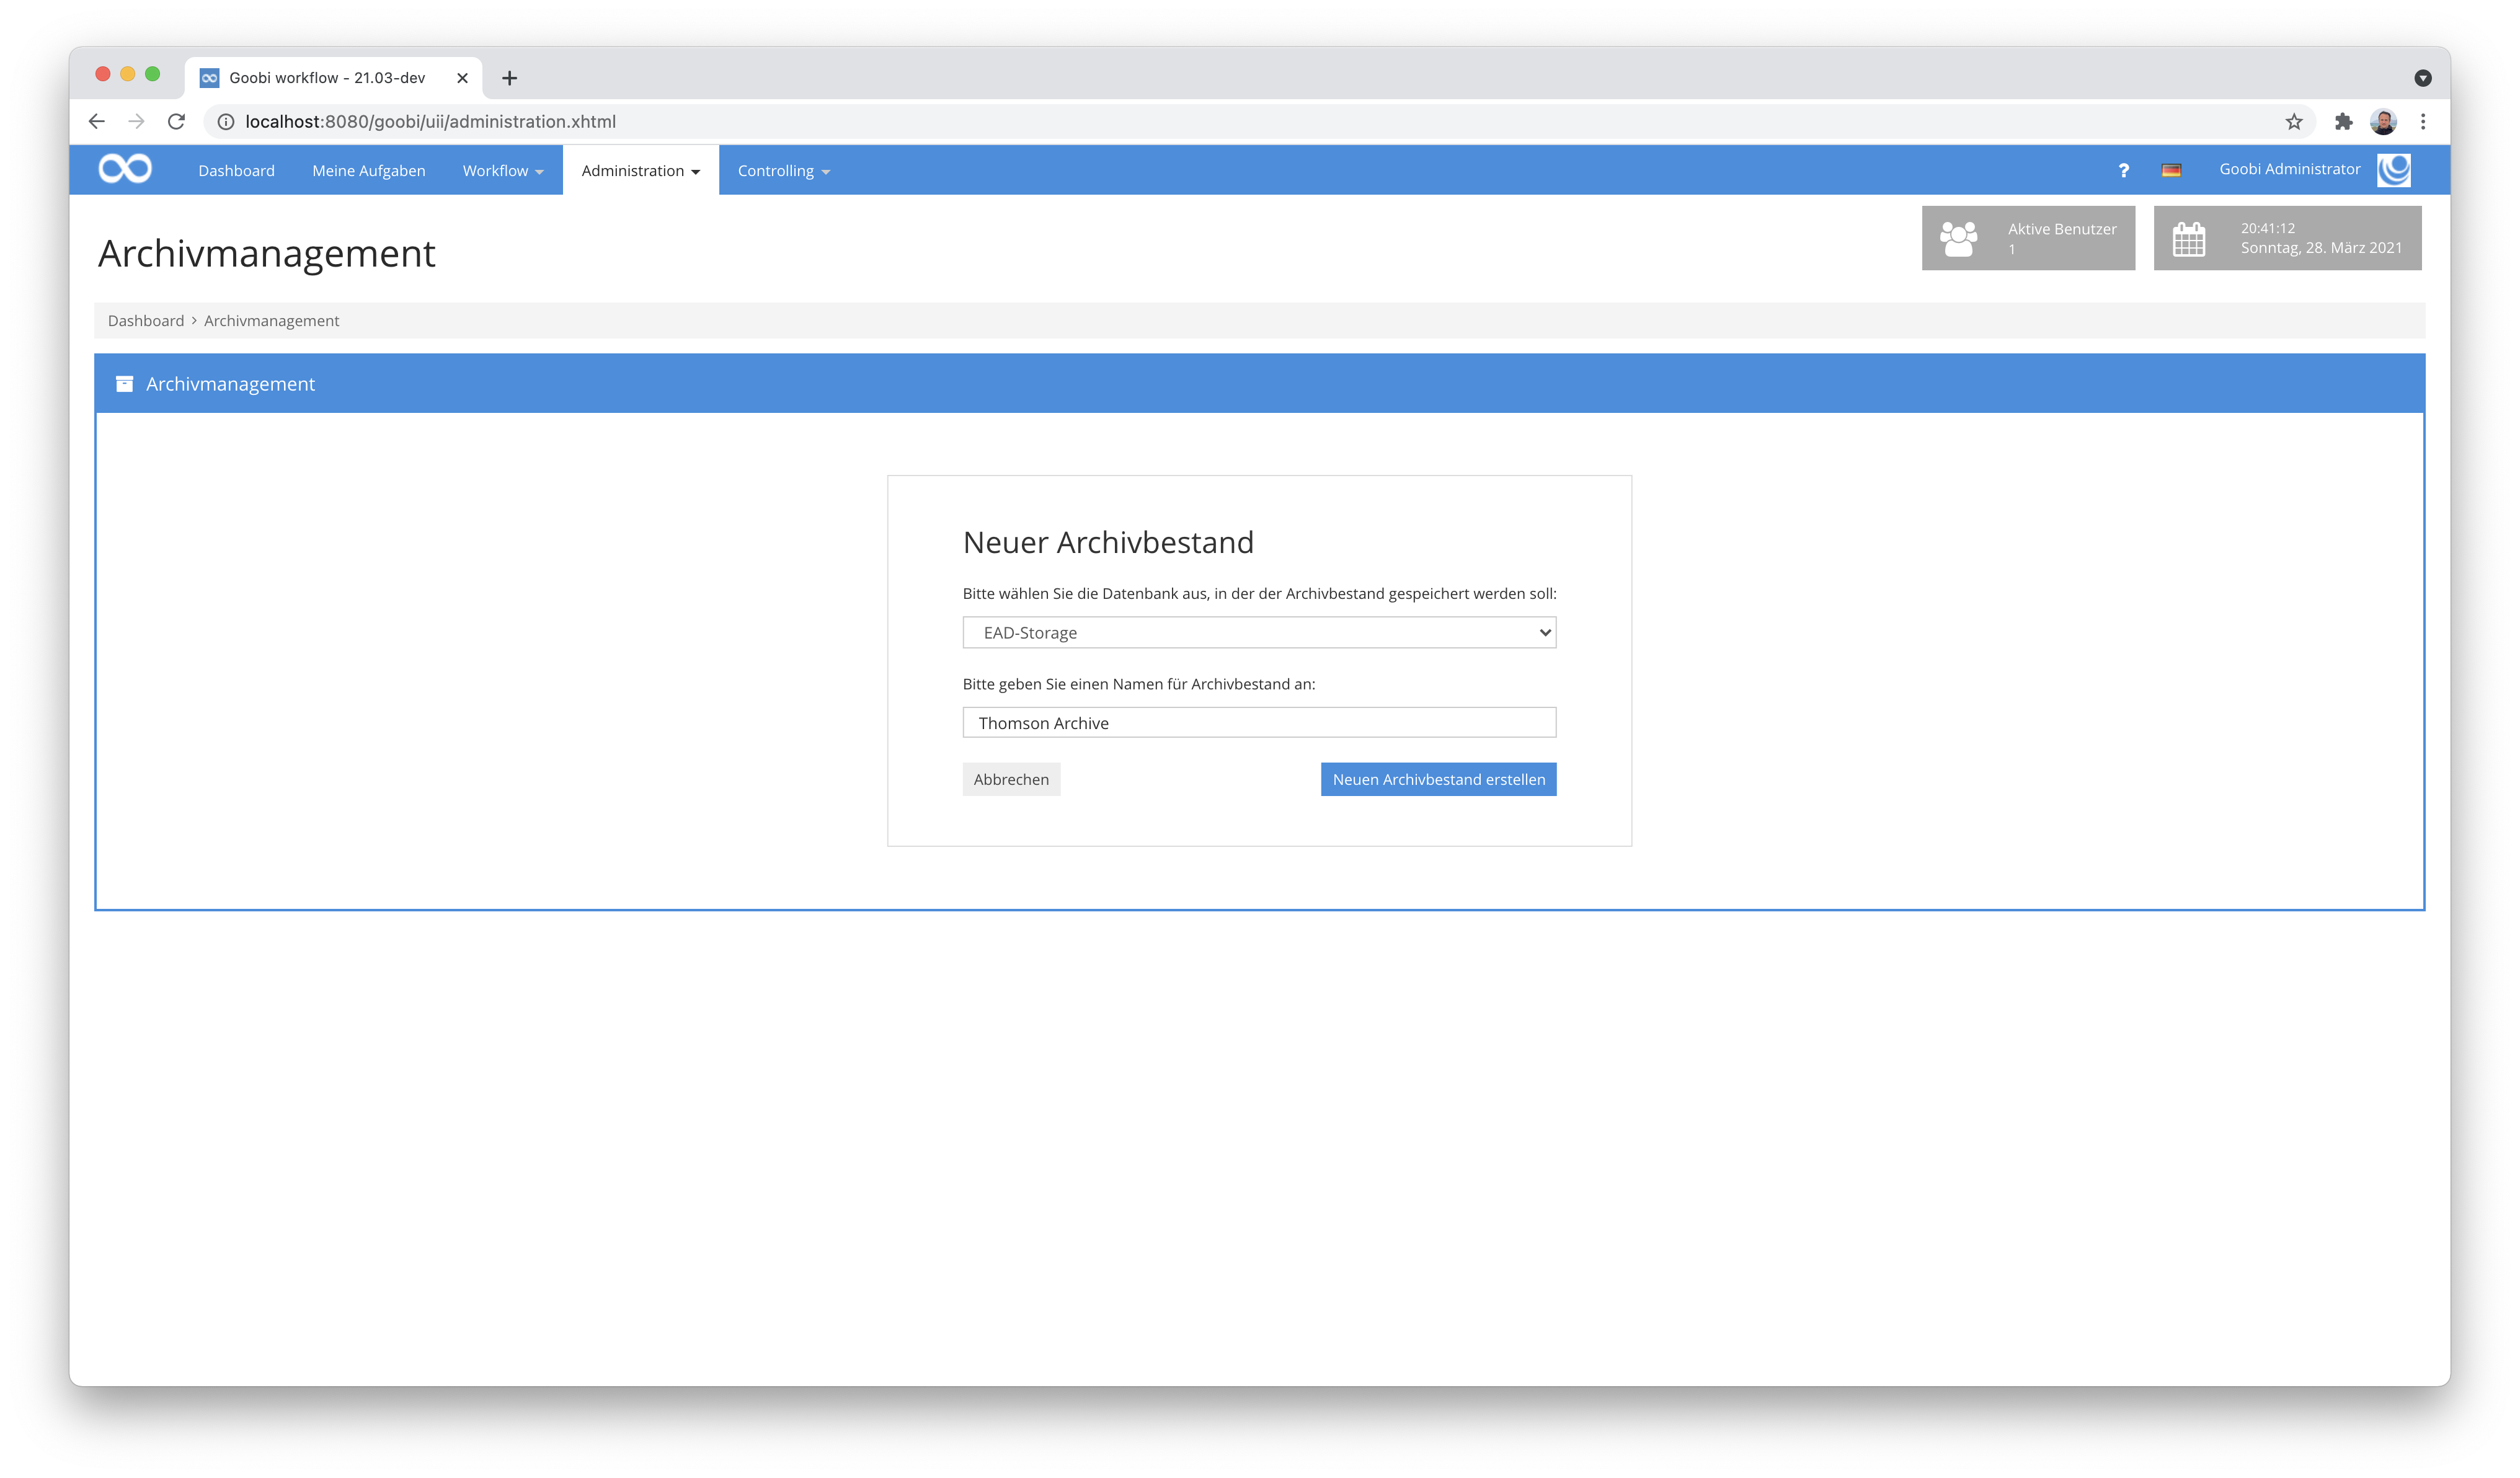 Goobi workflow - 21.03-dev
localhost:8080/goobi/uii/administration.xhtml
Dashboard Meine Aufgaben Workflow Administration Controlling ? Goobi Administrator
Archivmanagement
Aktive Benutzer
1
20:41:12
Sonntag, 28. März 2021
Dashboard > Archivmanagement
Archivmanagement
Neuer Archivbestand
Bitte wählen Sie die Datenbank aus, in der der Archivbestand gespeichert werden soll:
EAD-Storage
Bitte geben Sie einen Namen für Archivbestand an:
Thomson Archive
Abbrechen Neuen Archivbestand erstellen